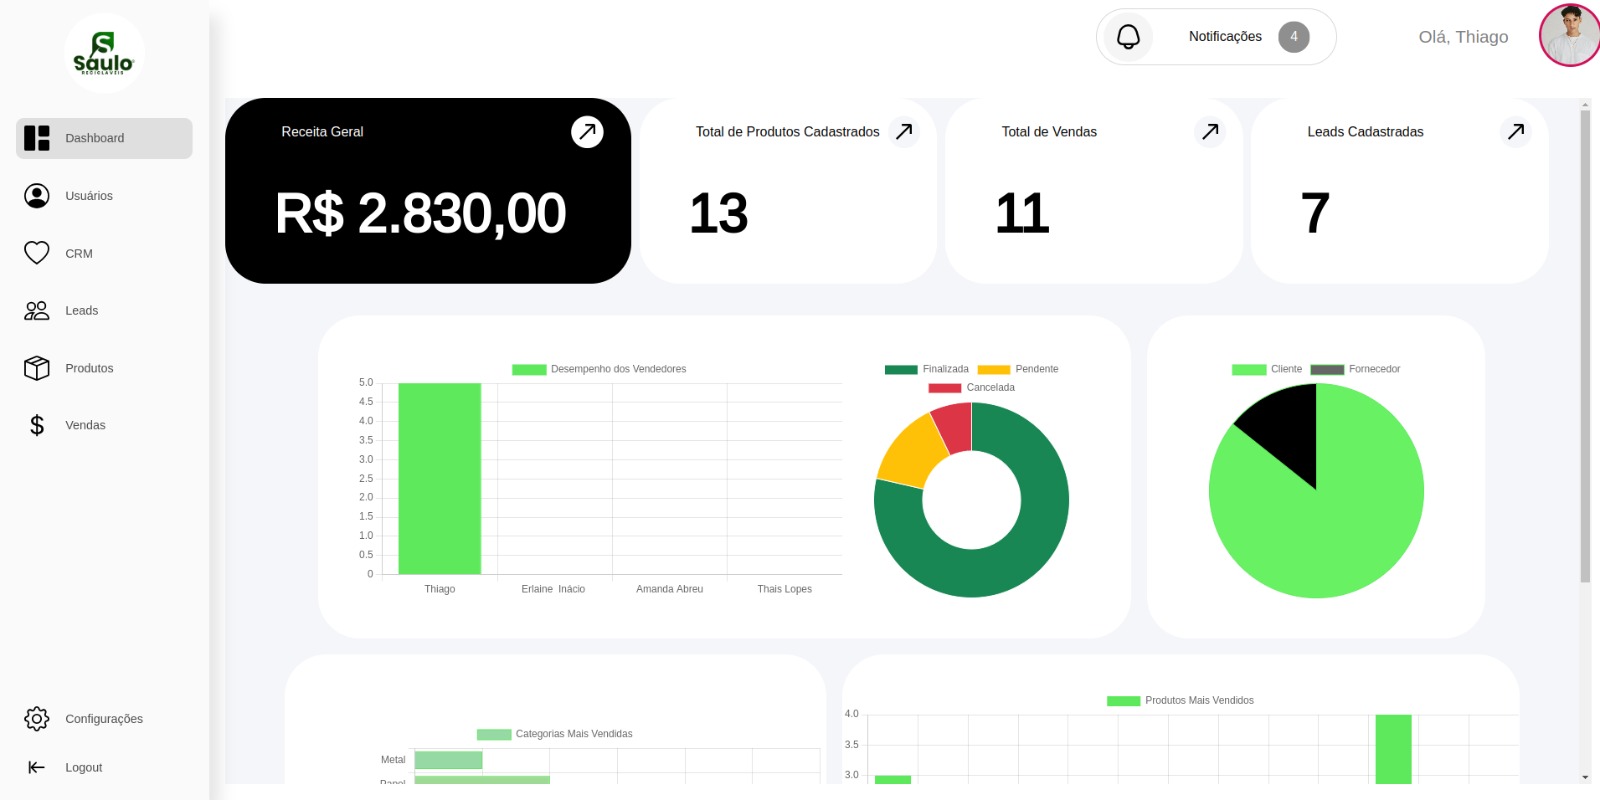 S
Saulo
RECICLÁVEIS
Notificações 4
Olá, Thiago
Dashboard
Usuários
CRM
Leads
Produtos
Vendas
Configurações
Logout
Receita Geral
R$ 2.830,00
Total de Produtos Cadastrados
13
Total de Vendas
11
Leads Cadastradas
7
Desempenho dos Vendedores
5.0
4.5
4.0
3.5
3.0
2.5
2.0
1.5
1.0
0.5
0
Thiago Erlaine Inácio Amanda Abreu Thais Lopes
Finalizada Pendente
Cancelada
Cliente Fornecedor
Categorias Mais Vendidas
Metal
Papel
Produtos Mais Vendidos
4.0
3.5
3.0